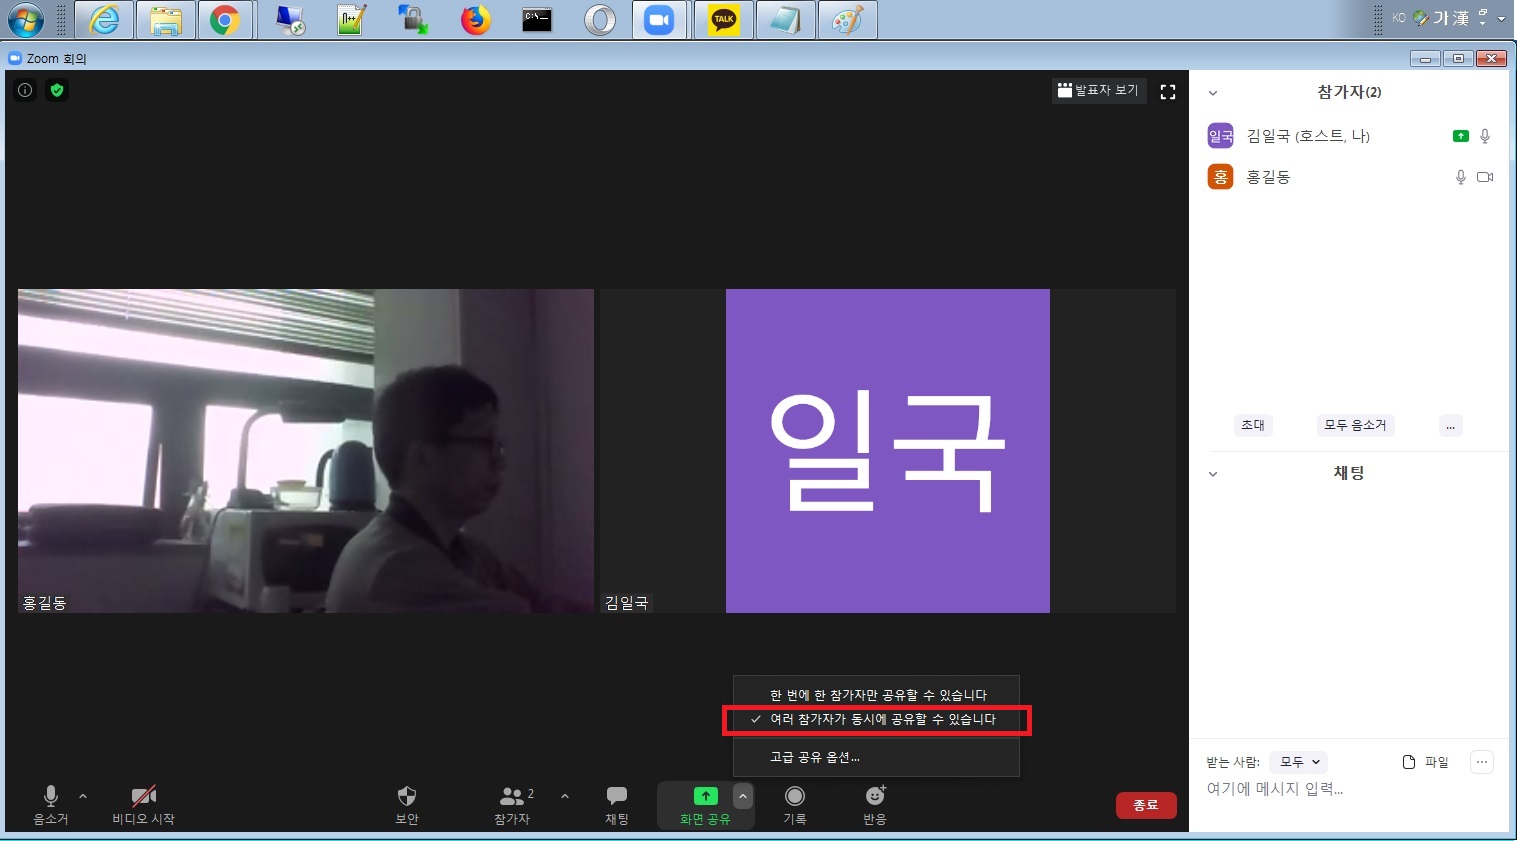 C:\_
TALK
KO 가 漢
Zoom 회의
발표자 보기
참가자(2)
일국 김일국 (호스트, 나)
홍 홍길동
초대 모두 음소거 ...
채팅
일국
홍길동
김일국
한 번에 한 참가자만 공유할 수 있습니다
여러 참가자가 동시에 공유할 수 있습니다
고급 공유 옵션...
받는 사람: 모두 파일 ...
여기에 메시지 입력...
2
음소거 비디오 시작 보안 참가자 채팅 화면 공유 기록 반응 종료